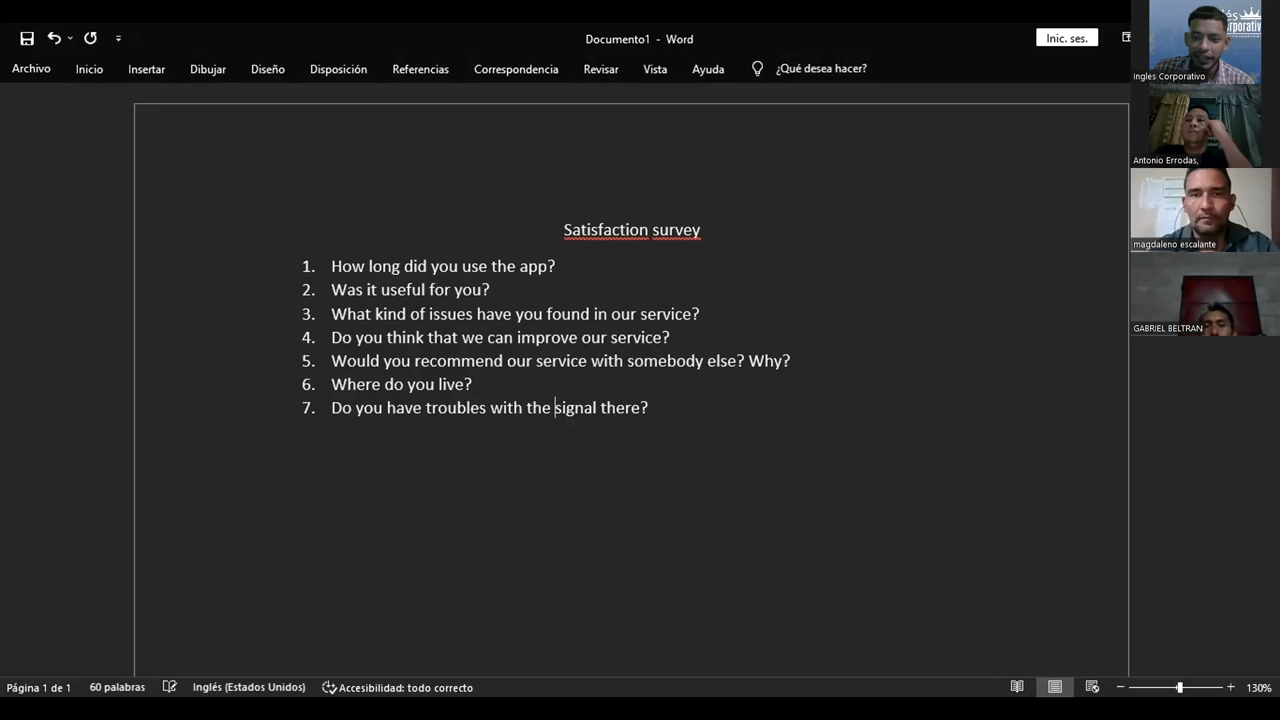 Documento1 - Word
Inic. ses.
Archivo Inicio Insertar Dibujar Diseño Disposición Referencias Correspondencia Revisar Vista Ayuda ¿Qué desea hacer?
Ingles Corporativo
Antonio Errodas,
magdaleno escalante
GABRIEL BELTRAN
Satisfaction survey
1. How long did you use the app?
2. Was it useful for you?
3. What kind of issues have you found in our service?
4. Do you think that we can improve our service?
5. Would you recommend our service with somebody else? Why?
6. Where do you live?
7. Do you have troubles with the signal there?
Página 1 de 1 60 palabras Inglés (Estados Unidos) Accesibilidad: todo correcto 130%